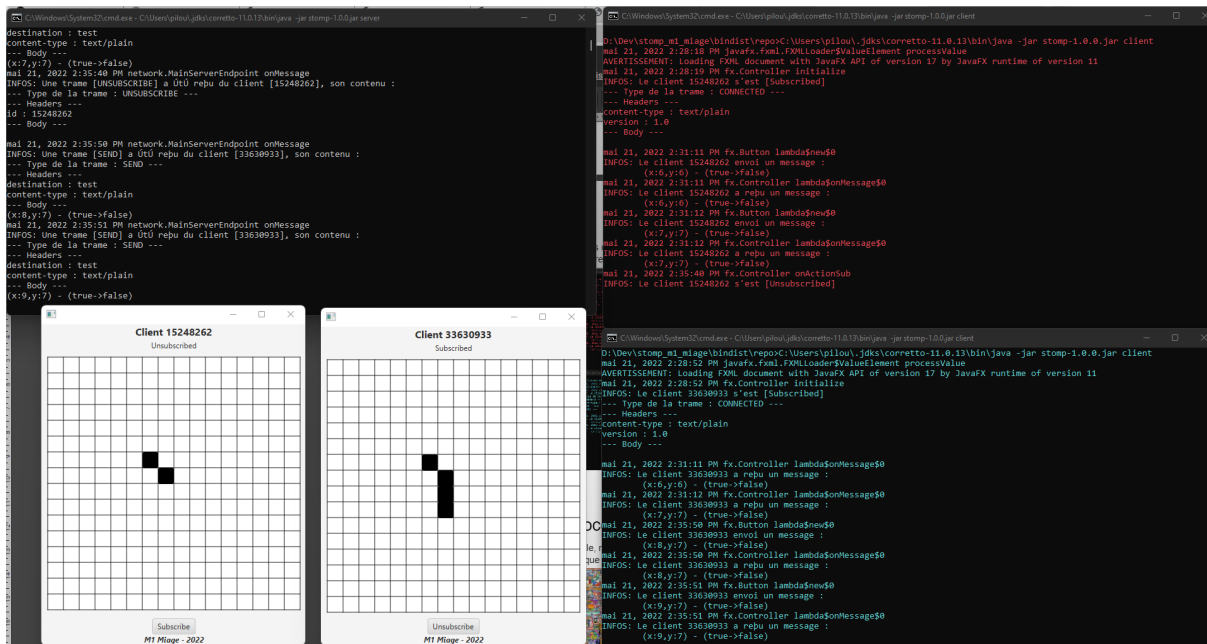 C:\Windows\System32\cmd.exe - C:\Users\pilou\.jdks\corretto-11.0.13\bin\java -jar stomp-1.0.0.jar server
destination : test
content-type : text/plain
--- Body ---
(x:7,y:7) - (true->false)
mai 21, 2022 2:35:40 PM network.MainServerEndpoint onMessage
INFOS: Une trame [UNSUBSCRIBE] a ÚtÚ reþu du client [15248262], son contenu :
--- Type de la trame : UNSUBSCRIBE ---
--- Headers ---
id : 15248262
--- Body ---
mai 21, 2022 2:35:50 PM network.MainServerEndpoint onMessage
INFOS: Une trame [SEND] a ÚtÚ reþu du client [33630933], son contenu :
--- Type de la trame : SEND ---
--- Headers ---
destination : test
content-type : text/plain
--- Body ---
(x:8,y:7) - (true->false)
mai 21, 2022 2:35:51 PM network.MainServerEndpoint onMessage
INFOS: Une trame [SEND] a ÚtÚ reþu du client [33630933], son contenu :
--- Type de la trame : SEND ---
--- Headers ---
destination : test
content-type : text/plain
--- Body ---
(x:9,y:7) - (true->false)
C:\Windows\System32\cmd.exe - C:\Users\pilou\.jdks\corretto-11.0.13\bin\java -jar stomp-1.0.0.jar client
D:\Dev\stomp_m1_miage\bindist\repo>C:\Users\pilou\.jdks\corretto-11.0.13\bin\java -jar stomp-1.0.0.jar client
mai 21, 2022 2:28:18 PM javafx.fxml.FXMLLoader$ValueElement processValue
AVERTISSEMENT: Loading FXML document with JavaFX API of version 17 by JavaFX runtime of version 11
mai 21, 2022 2:28:19 PM fx.Controller initialize
INFOS: Le client 15248262 s'est [Subscribed]
--- Type de la trame : CONNECTED ---
--- Headers ---
content-type : text/plain
version : 1.0
--- Body ---
mai 21, 2022 2:31:11 PM fx.Button lambda$new$0
INFOS: Le client 15248262 envoi un message :
(x:6,y:6) - (true->false)
mai 21, 2022 2:31:11 PM fx.Controller lambda$onMessage$0
INFOS: Le client 15248262 a reþu un message :
(x:6,y:6) - (true->false)
mai 21, 2022 2:31:12 PM fx.Button lambda$new$0
INFOS: Le client 15248262 envoi un message :
(x:7,y:7) - (true->false)
mai 21, 2022 2:31:12 PM fx.Controller lambda$onMessage$0
INFOS: Le client 15248262 a reþu un message :
(x:7,y:7) - (true->false)
mai 21, 2022 2:35:40 PM fx.Controller onActionSub
INFOS: Le client 15248262 s'est [Unsubscribed]
Client 15248262
Unsubscribed
Subscribe
M1 Miage - 2022
Client 33630933
Subscribed
Unsubscribe
M1 Miage - 2022
C:\Windows\System32\cmd.exe - C:\Users\pilou\.jdks\corretto-11.0.13\bin\java -jar stomp-1.0.0.jar client
D:\Dev\stomp_m1_miage\bindist\repo>C:\Users\pilou\.jdks\corretto-11.0.13\bin\java -jar stomp-1.0.0.jar client
mai 21, 2022 2:28:52 PM javafx.fxml.FXMLLoader$ValueElement processValue
AVERTISSEMENT: Loading FXML document with JavaFX API of version 17 by JavaFX runtime of version 11
mai 21, 2022 2:28:52 PM fx.Controller initialize
INFOS: Le client 33630933 s'est [Subscribed]
--- Type de la trame : CONNECTED ---
--- Headers ---
content-type : text/plain
version : 1.0
--- Body ---
mai 21, 2022 2:31:11 PM fx.Controller lambda$onMessage$0
INFOS: Le client 33630933 a reþu un message :
(x:6,y:6) - (true->false)
mai 21, 2022 2:31:12 PM fx.Controller lambda$onMessage$0
INFOS: Le client 33630933 a reþu un message :
(x:7,y:7) - (true->false)
mai 21, 2022 2:35:50 PM fx.Button lambda$new$0
INFOS: Le client 33630933 envoi un message :
(x:8,y:7) - (true->false)
mai 21, 2022 2:35:50 PM fx.Controller lambda$onMessage$0
INFOS: Le client 33630933 a reþu un message :
(x:8,y:7) - (true->false)
mai 21, 2022 2:35:51 PM fx.Button lambda$new$0
INFOS: Le client 33630933 envoi un message :
(x:9,y:7) - (true->false)
mai 21, 2022 2:35:51 PM fx.Controller lambda$onMessage$0
INFOS: Le client 33630933 a reþu un message :
(x:9,y:7) - (true->false)